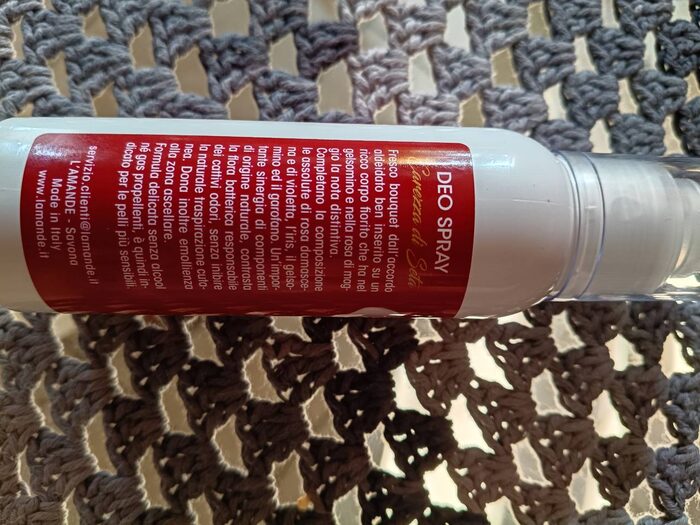 DEO SPRAY
Carezza di Seta
Fresco bouquet dall'accordo
aldeidato ben inserito su un
ricco corpo fiorito che ha nel
gelsomino e nella rosa di mag-
gio la nota distintiva.
Completano la composizione
le assolute di rosa damasce-
na e di violetta, l'iris, il gelso-
mino ed il garofano. Un'impor-
tante sinergia di componenti
di origine naturale, contrasta
la flora batterica responsabile
dei cattivi odori, senza inibire
la naturale traspirazione cuta-
nea. Dona inoltre emollienza
alla zona ascellare.
Formula delicata senza alcool
né gas propellenti, è quindi in-
dicato per le pelli più sensibili.
servizio.clienti@lamande.it
L'AMANDE - Savona
Made in Italy
www.lamande.it